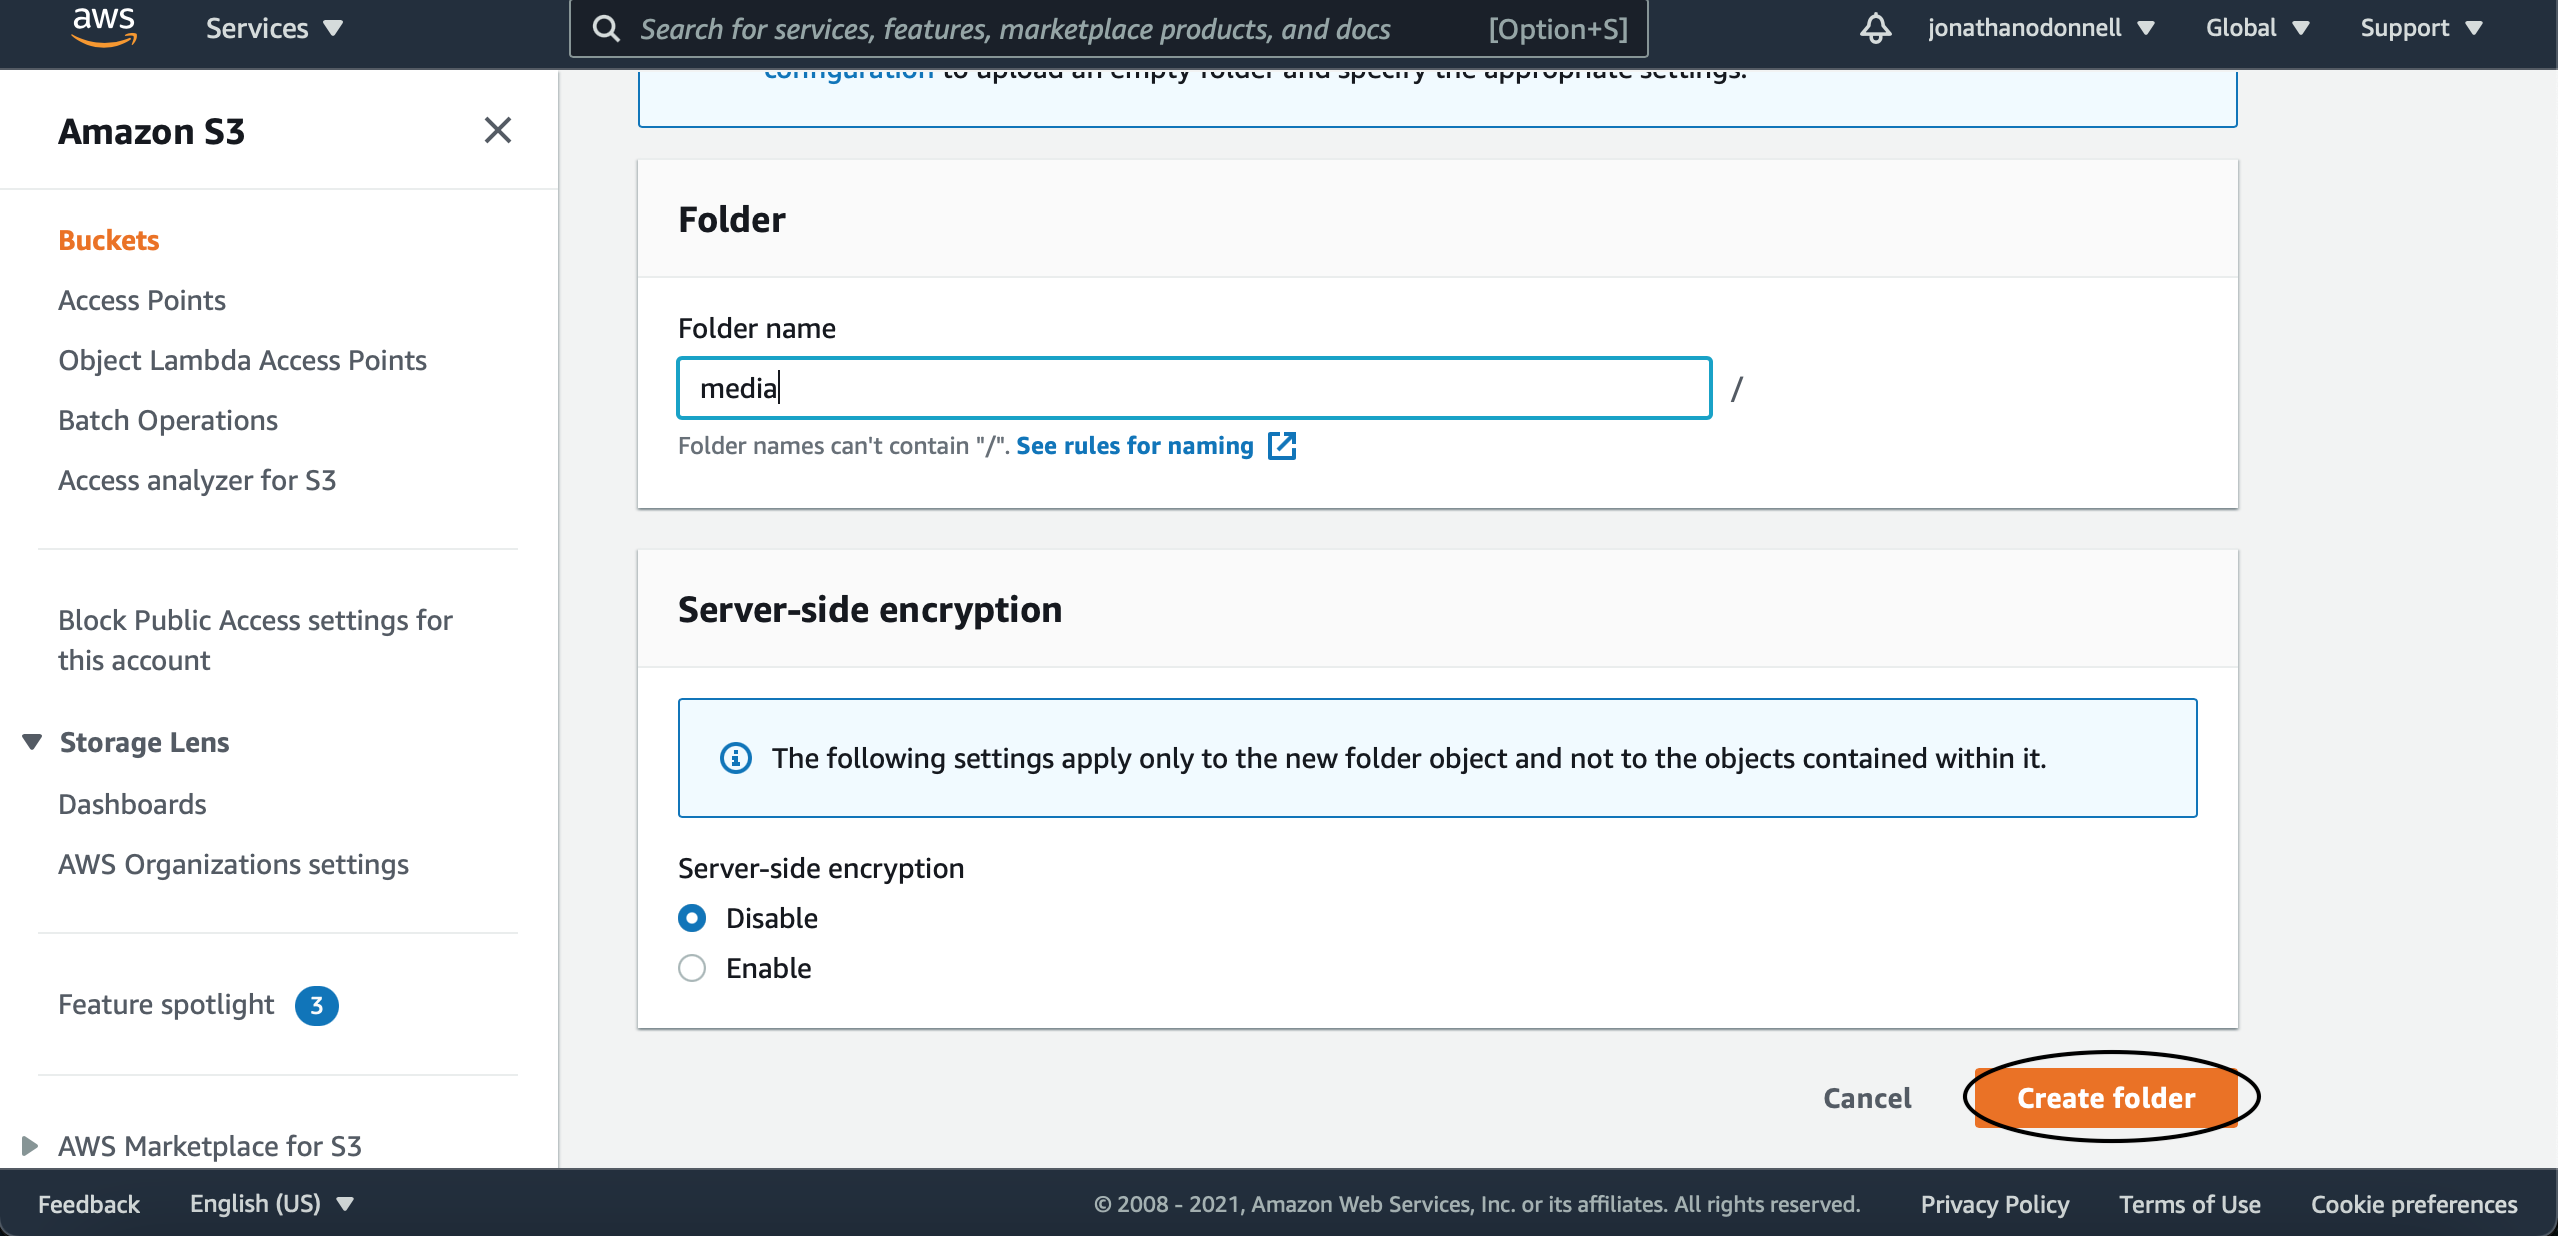 aws
Services
Search for services, features, marketplace products, and docs
[Option+S]
jonathanodonnell
Global
Support
configuration to upload an empty folder and specify the appropriate settings.
Amazon S3
Buckets
Access Points
Object Lambda Access Points
Batch Operations
Access analyzer for S3
Block Public Access settings for
this account
Storage Lens
Dashboards
AWS Organizations settings
Feature spotlight 3
AWS Marketplace for S3
Folder
Folder name
media
/
Folder names can't contain "/". See rules for naming
Server-side encryption
The following settings apply only to the new folder object and not to the objects contained within it.
Server-side encryption
Disable
Enable
Cancel
Create folder
Feedback
English (US)
© 2008 - 2021, Amazon Web Services, Inc. or its affiliates. All rights reserved.
Privacy Policy
Terms of Use
Cookie preferences